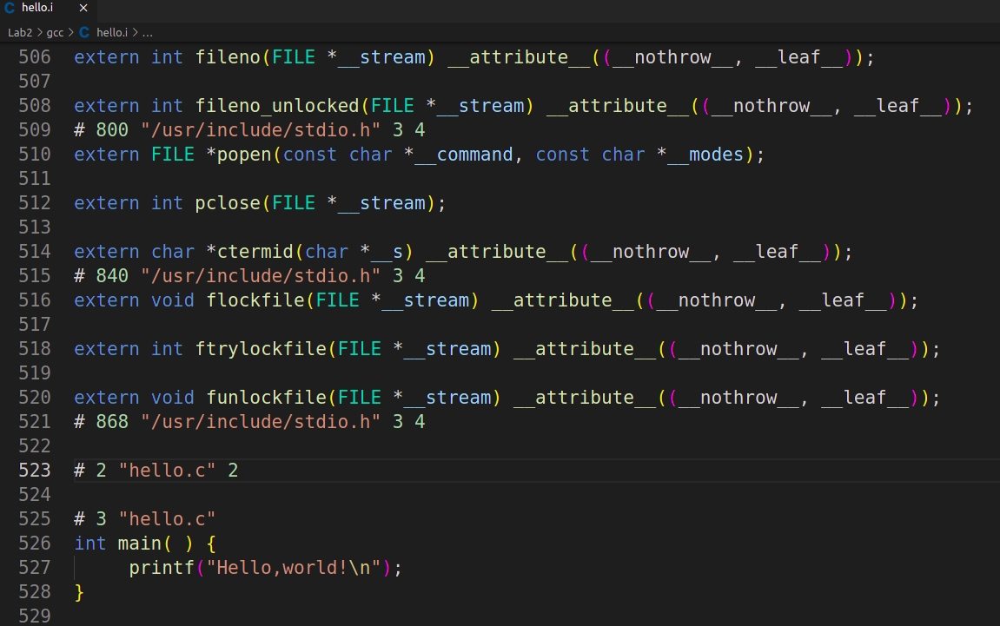 C hello.i ×
Lab2 > gcc > C hello.i > ...
506 extern int fileno(FILE *__stream) __attribute__((__nothrow__, __leaf__));
507
508 extern int fileno_unlocked(FILE *__stream) __attribute__((__nothrow__, __leaf__));
509 # 800 "/usr/include/stdio.h" 3 4
510 extern FILE *popen(const char *__command, const char *__modes);
511
512 extern int pclose(FILE *__stream);
513
514 extern char *ctermid(char *__s) __attribute__((__nothrow__, __leaf__));
515 # 840 "/usr/include/stdio.h" 3 4
516 extern void flockfile(FILE *__stream) __attribute__((__nothrow__, __leaf__));
517
518 extern int ftrylockfile(FILE *__stream) __attribute__((__nothrow__, __leaf__));
519
520 extern void funlockfile(FILE *__stream) __attribute__((__nothrow__, __leaf__));
521 # 868 "/usr/include/stdio.h" 3 4
522
523 # 2 "hello.c" 2
524
525 # 3 "hello.c"
526 int main( ) {
527      printf("Hello,world!\n");
528 }
529